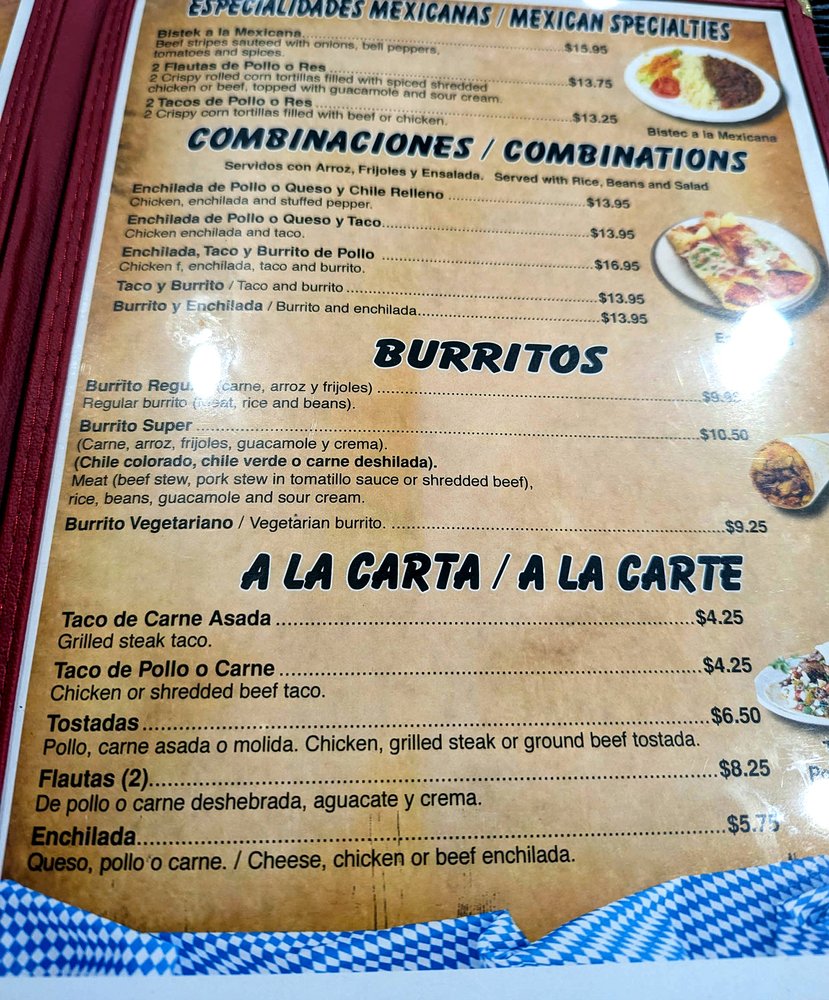 ESPECIALIDADES MEXICANAS / MEXICAN SPECIALTIES
Bistek a la Mexicana..........$15.95
Beef stripes sauteed with onions, bell peppers,
tomatoes and spices.
2 Flautas de Pollo o Res..........$13.75
2 Crispy rolled corn tortillas filled with spiced shredded
chicken or beef, topped with guacamole and sour cream.
2 Tacos de Pollo o Res..........$13.25
2 Crispy corn tortillas filled with beef or chicken.
Bistec a la Mexicana
COMBINACIONES / COMBINATIONS
Servidos con Arroz, Frijoles y Ensalada. Served with Rice, Beans and Salad
Enchilada de Pollo o Queso y Chile Relleno..........$13.95
Chicken, enchilada and stuffed pepper.
Enchilada de Pollo o Queso y Taco..........$13.95
Chicken enchilada and taco.
Enchilada, Taco y Burrito de Pollo..........$16.95
Chicken f, enchilada, taco and burrito.
Taco y Burrito / Taco and burrito..........$13.95
Burrito y Enchilada / Burrito and enchilada..........$13.95
BURRITOS
Burrito (carne, arroz y frijoles)..........
Regular burrito (meat, rice and beans).
Burrito Super..........$10.50
(Carne, arroz, frijoles, guacamole y crema).
(Chile colorado, chile verde o carne deshilada).
Meat (beef stew, pork stew in tomatillo sauce or shredded beef),
rice, beans, guacamole and sour cream.
Burrito Vegetariano / Vegetarian burrito...........$9.25
A LA CARTA / A LA CARTE
Taco de Carne Asada..........$4.25
Grilled steak taco.
Taco de Pollo o Carne..........$4.25
Chicken or shredded beef taco.
Tostadas..........$6.50
Pollo, carne asada o molida. Chicken, grilled steak or ground beef tostada.
Flautas (2)..........$8.25
De pollo o carne deshebrada, aguacate y crema.
Enchilada..........$5.75
Queso, pollo o carne. / Cheese, chicken or beef enchilada.